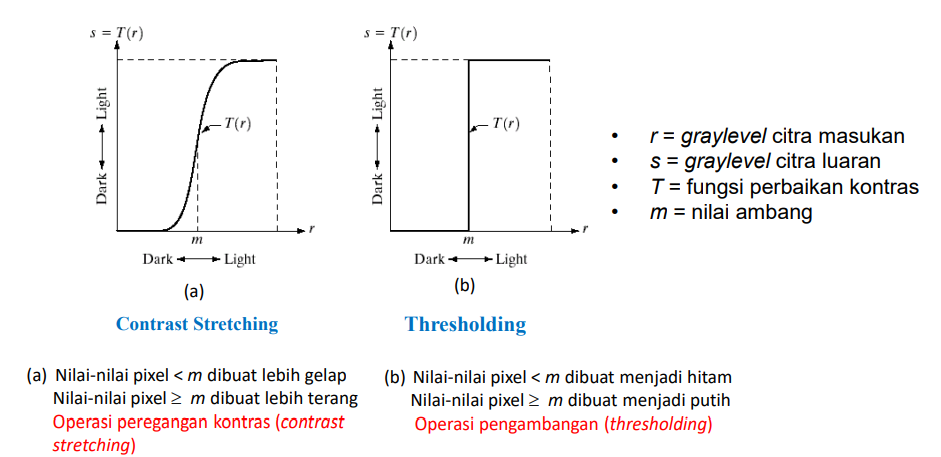 s = T(r)
Dark ↔ Light
T(r)
r
m
Dark ↔ Light
(a)
Contrast Stretching
s = T(r)
Dark ↔ Light
T(r)
r
m
Dark ↔ Light
(b)
Thresholding
• r = graylevel citra masukan
• s = graylevel citra luaran
• T = fungsi perbaikan kontras
• m = nilai ambang
(a) Nilai-nilai pixel < m dibuat lebih gelap
Nilai-nilai pixel ≥ m dibuat lebih terang
Operasi peregangan kontras (contrast
stretching)
(b) Nilai-nilai pixel < m dibuat menjadi hitam
Nilai-nilai pixel ≥ m dibuat menjadi putih
Operasi pengambangan (thresholding)